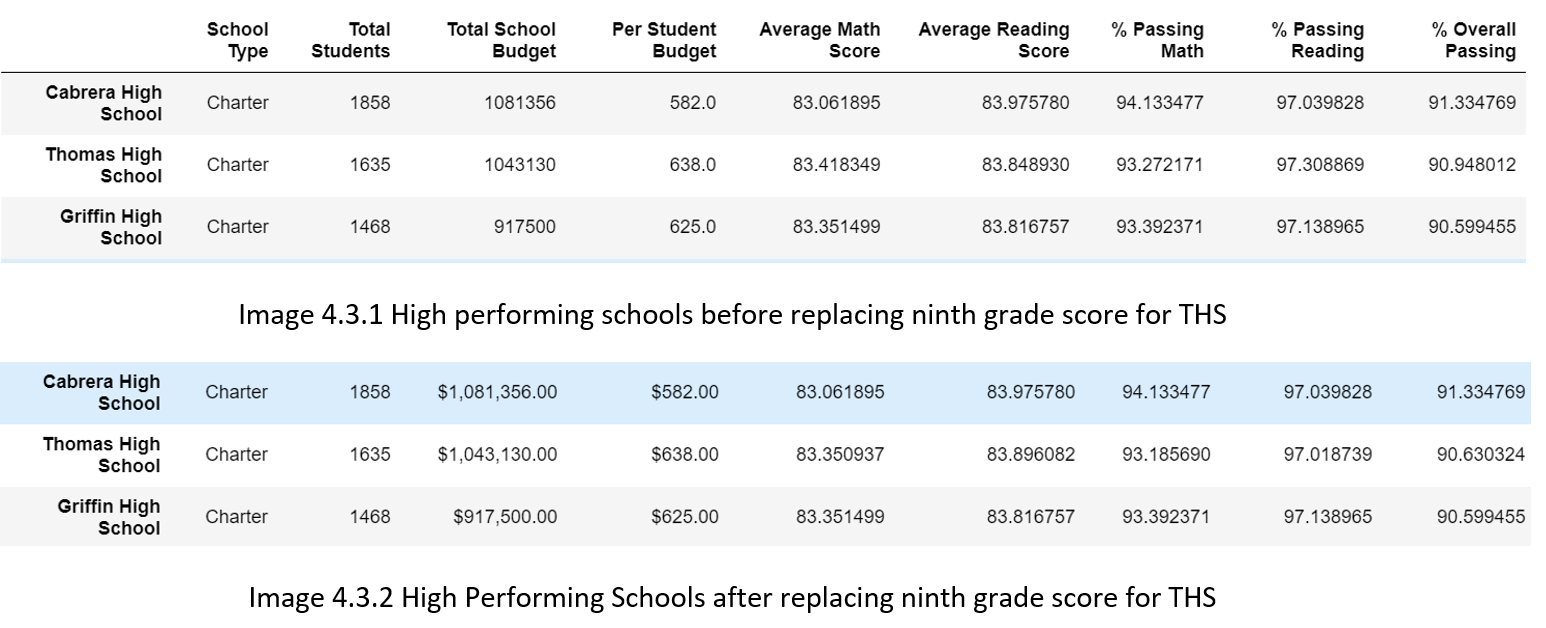 School Type Total Students Total School Budget Per Student Budget Average Math Score Average Reading Score % Passing Math % Passing Reading % Overall Passing
Cabrera High School Charter 1858 1081356 582.0 83.061895 83.975780 94.133477 97.039828 91.334769
Thomas High School Charter 1635 1043130 638.0 83.418349 83.848930 93.272171 97.308869 90.948012
Griffin High School Charter 1468 917500 625.0 83.351499 83.816757 93.392371 97.138965 90.599455
Image 4.3.1 High performing schools before replacing ninth grade score for THS
Cabrera High School Charter 1858 $1,081,356.00 $582.00 83.061895 83.975780 94.133477 97.039828 91.334769
Thomas High School Charter 1635 $1,043,130.00 $638.00 83.350937 83.896082 93.185690 97.018739 90.630324
Griffin High School Charter 1468 $917,500.00 $625.00 83.351499 83.816757 93.392371 97.138965 90.599455
Image 4.3.2 High Performing Schools after replacing ninth grade score for THS